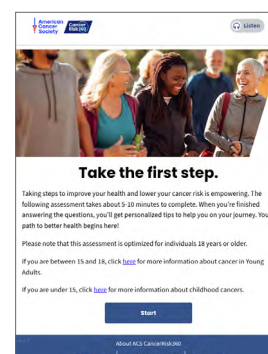 American
Cancer
Society
Cancer
Risk360
Listen
Take the first step.
Taking steps to improve your health and lower your cancer risk is empowering. The
following assessment takes about 5-10 minutes to complete. When you're finished
answering the questions, you'll get personalized tips to help you on your journey. You
path to better health begins here!
Please note that this assessment is optimized for individuals 18 years or older.
If you are between 15 and 18, click here for more information about cancer in Young
Adults.
If you are under 15, click here for more information about childhood cancers.
Start
About ACS CancerRisk360